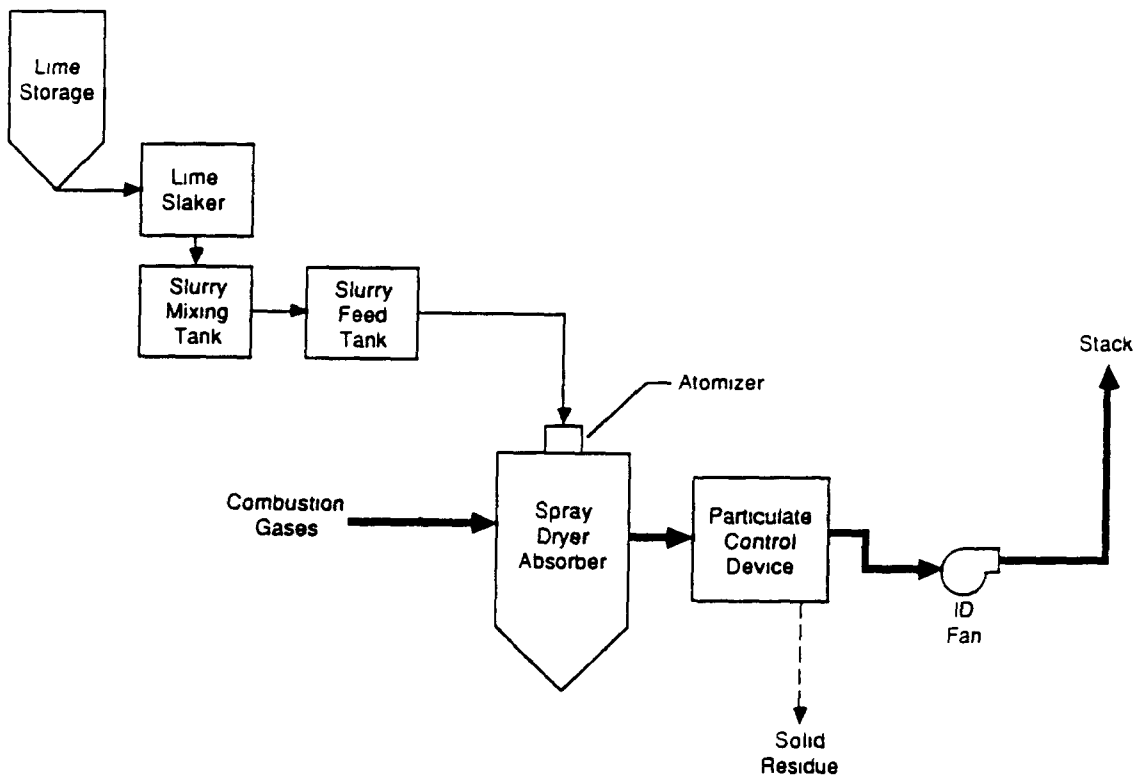 Lime
Storage
Lime
Slaker
Slurry
Mixing
Tank
Slurry
Feed
Tank
Stack
Atomizer
Combustion
Gases
Spray
Dryer
Absorber
Particulate
Control
Device
ID
Fan
Solid
Residue